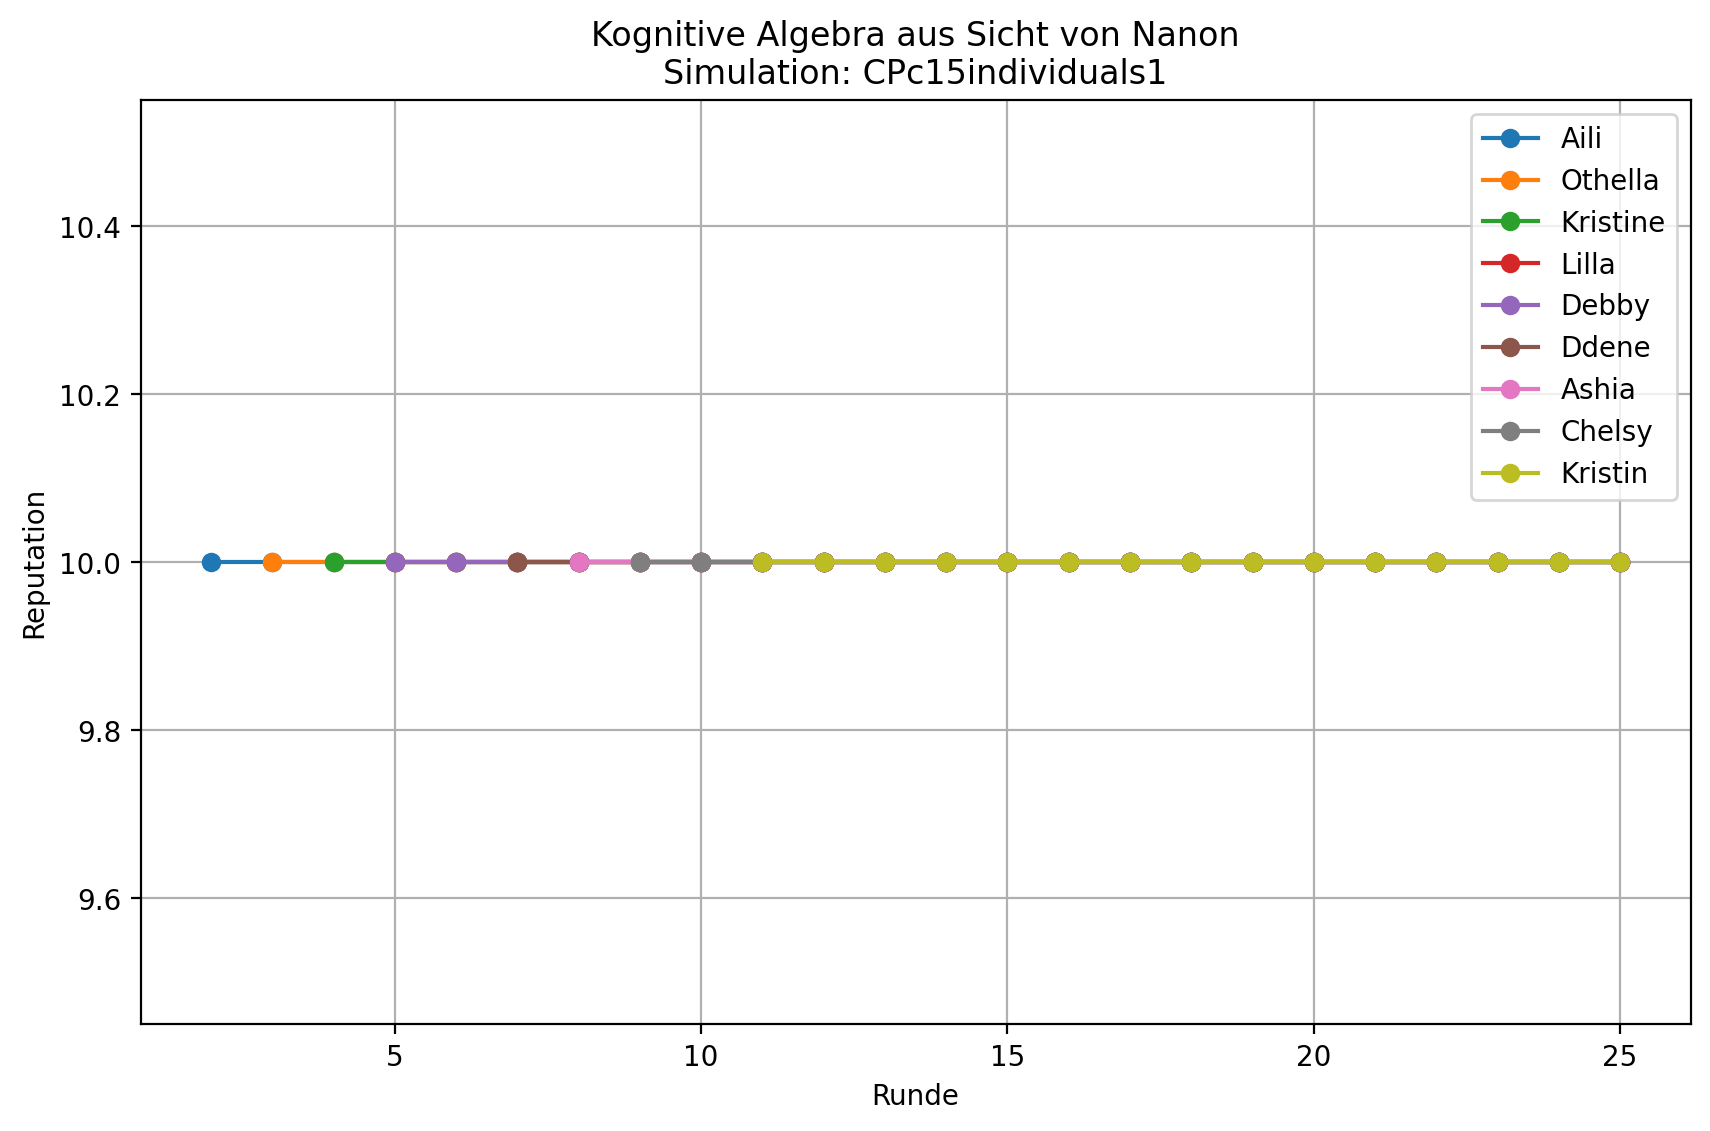 Kognitive Algebra aus Sicht von Nanon
Simulation: CPc15individuals1
Aili
Othella
Kristine
Lilla
Debby
Ddene
Ashia
Chelsy
Kristin
Reputation
10.4
10.2
10.0
9.8
9.6
5
10
15
20
25
Runde